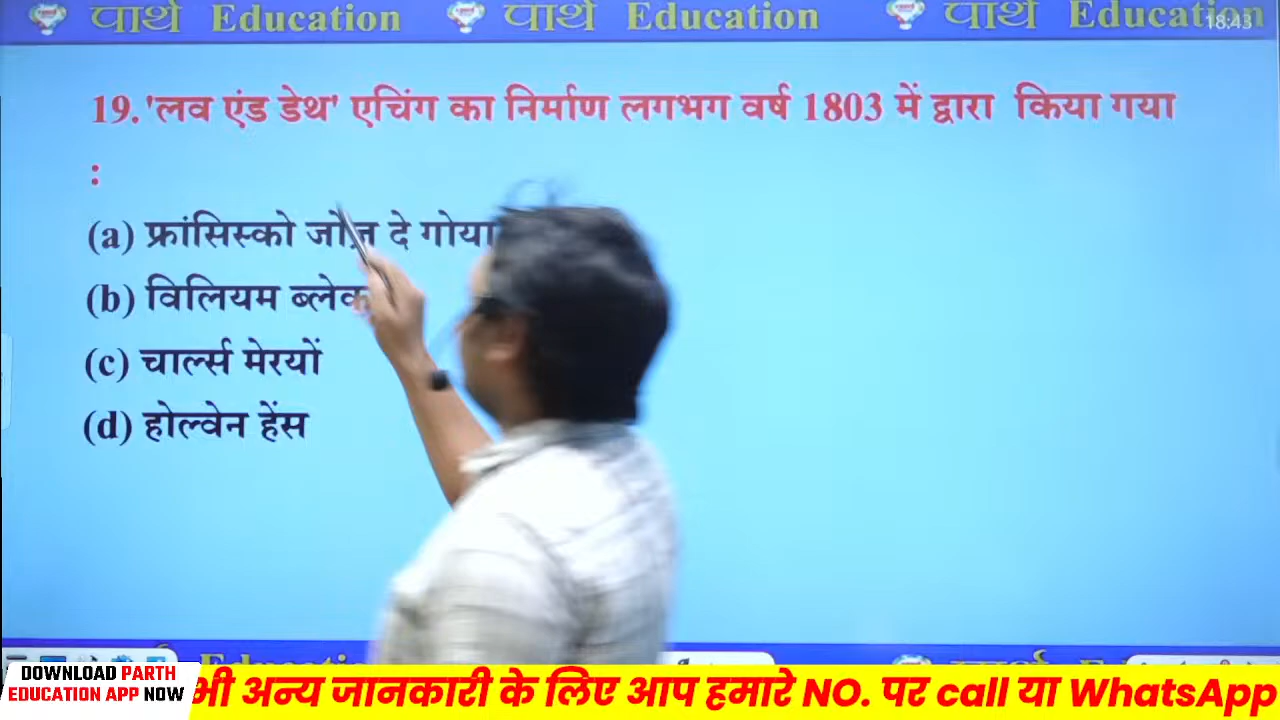 पार्थ Education पार्थ Education पार्थ Education
18:43
19.'लव एंड डेथ' एचिंग का निर्माण लगभग वर्ष 1803 में द्वारा किया गया
:
(a) फ्रांसिस्को जोज़ दे गोया
(b) विलियम ब्लेक
(c) चार्ल्स मेरयों
(d) होल्वेन हेंस
Education
DOWNLOAD PARTH
EDUCATION APP NOW
भी अन्य जानकारी के लिए आप हमारे NO. पर call या WhatsApp